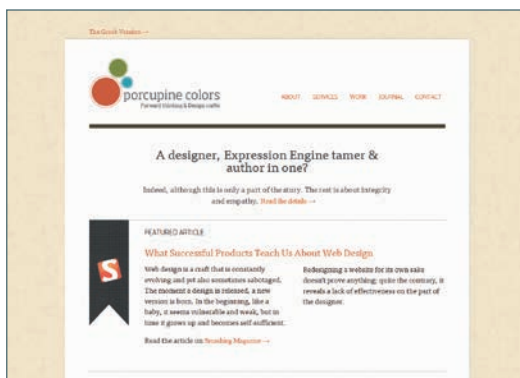 The Greek Version →
porcupine colors
Forward thinking & Design crafts
ABOUT SERVICES WORK JOURNAL CONTACT
A designer, Expression Engine tamer &
author in one?
Indeed, although this is only a part of the story. The rest is about integrity
and empathy. Read the details →
FEATURED ARTICLE
What Successful Products Teach Us About Web Design
Web design is a craft that is constantly
evolving and yet also sometimes sabotaged.
The moment a design is released, a new
version is born. In the beginning, like a
baby, it seems vulnerable and weak, but in
time it grows up and becomes self-sufficient.
Redesigning a website for its own sake
doesn't prove anything; quite the contrary, it
reveals a lack of effectiveness on the part of
the designer.
Read the article on Smashing Magazine →
S